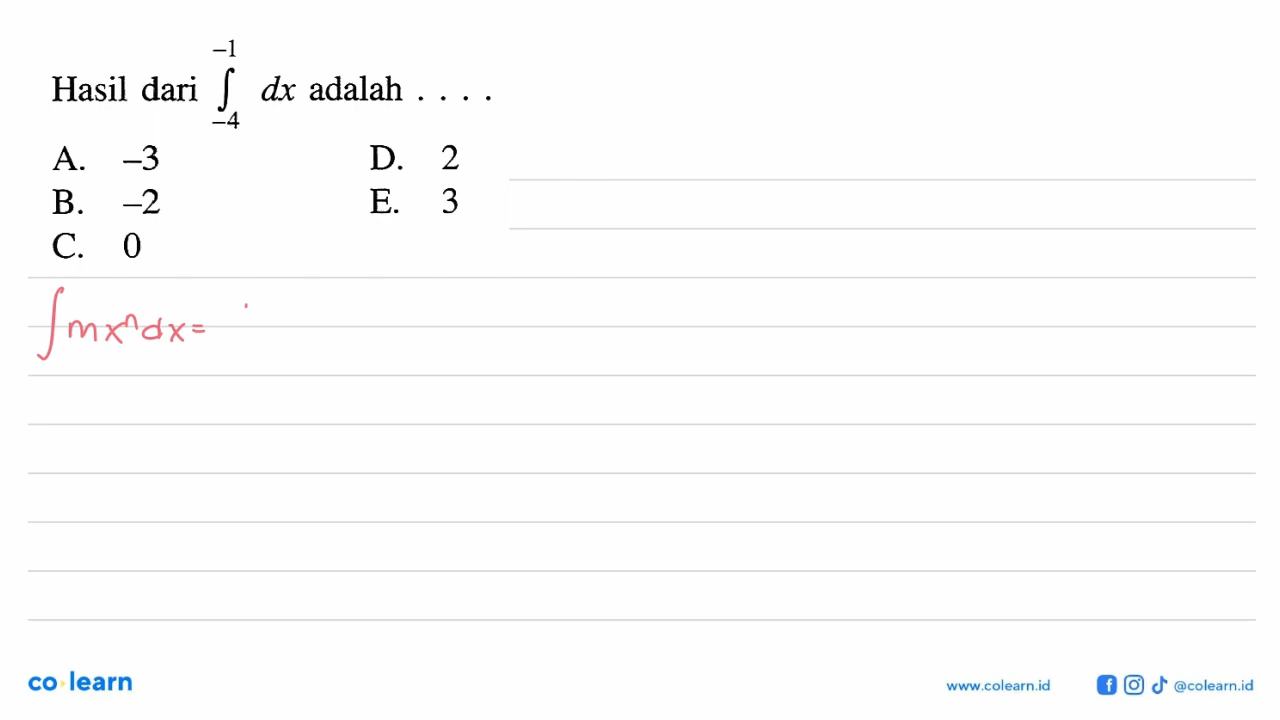 Hasil dari ∫_{-4}^{-1} dx adalah . . . .
A. –3 D. 2
B. –2 E. 3
C. 0
∫mxⁿdx=
co learn www.colearn.id @colearn.id